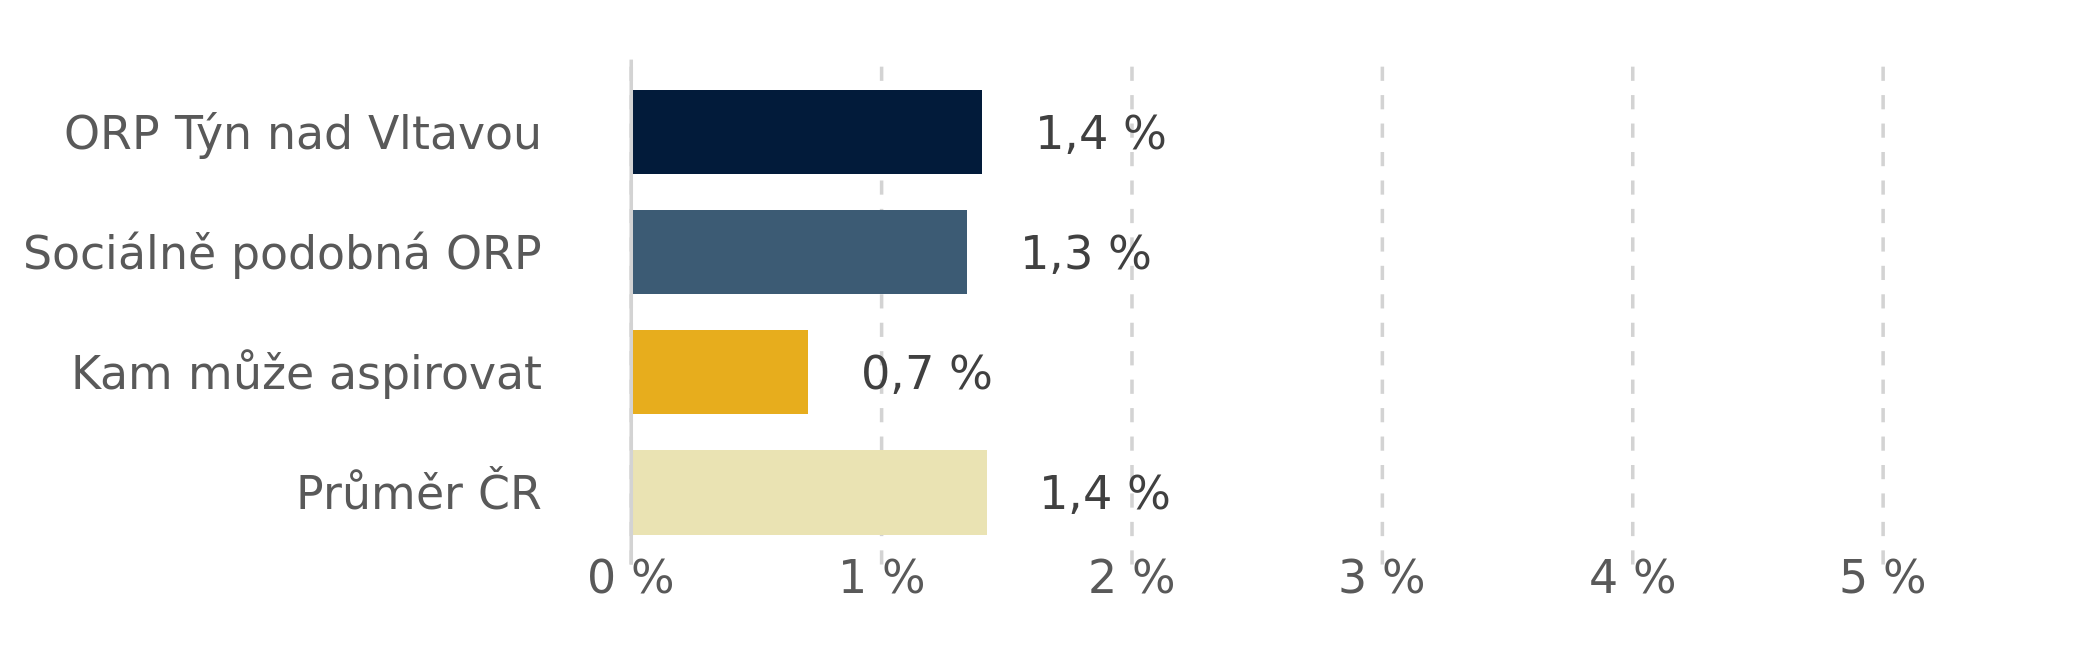 ORP Týn nad Vltavou 1,4 %
Sociálně podobná ORP 1,3 %
Kam může aspirovat 0,7 %
Průměr ČR 1,4 %
0 % 1 % 2 % 3 % 4 % 5 %